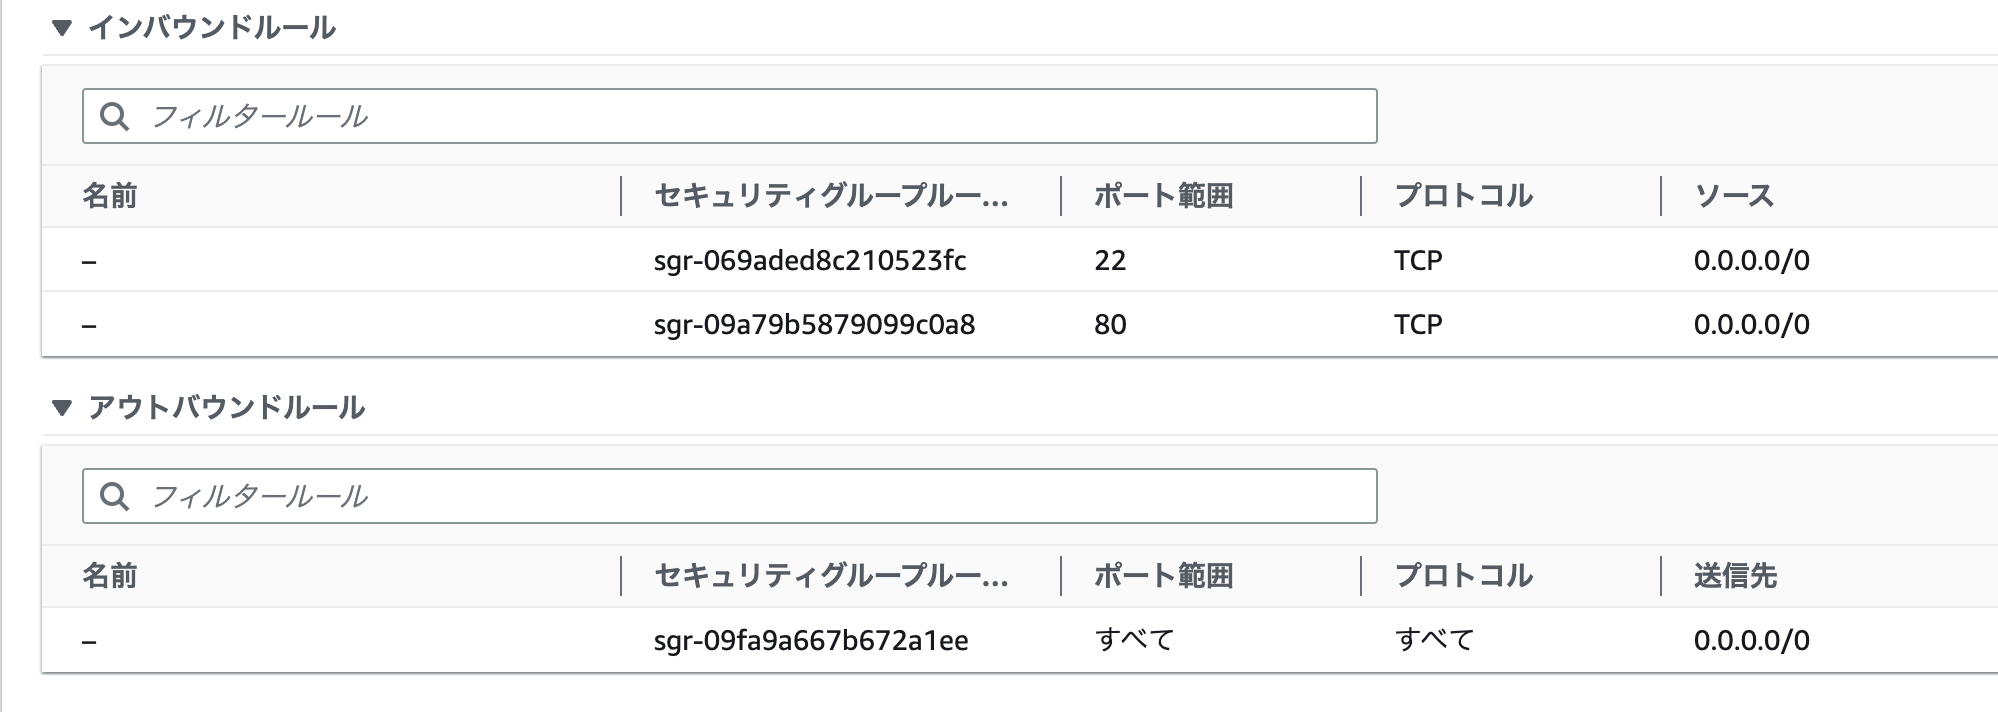 ▼ インバウンドルール
フィルタールール
名前 セキュリティグループルー... ポート範囲 プロトコル ソース
– sgr-069aded8c210523fc 22 TCP 0.0.0.0/0
– sgr-09a79b5879099c0a8 80 TCP 0.0.0.0/0
▼ アウトバウンドルール
フィルタールール
名前 セキュリティグループルー... ポート範囲 プロトコル 送信先
– sgr-09fa9a667b672a1ee すべて すべて 0.0.0.0/0